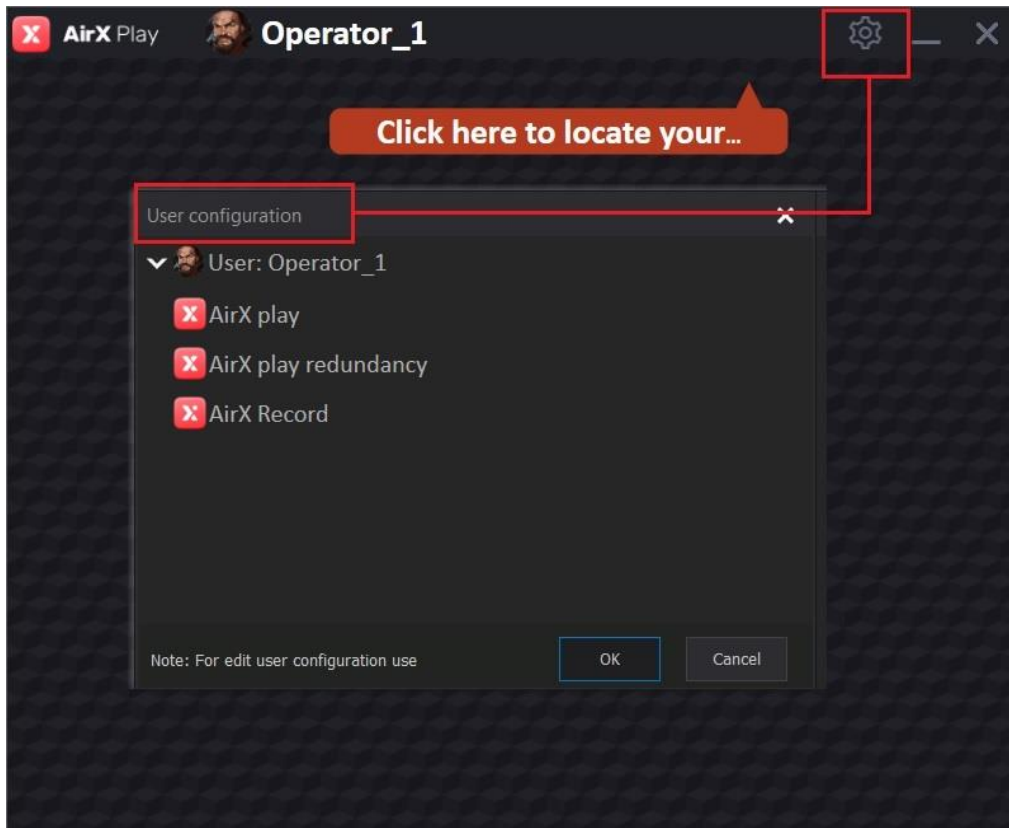 AirX Play
Operator_1
Click here to locate your...
User configuration
User: Operator_1
AirX play
AirX play redundancy
AirX Record
Note: For edit user configuration use
OK
Cancel